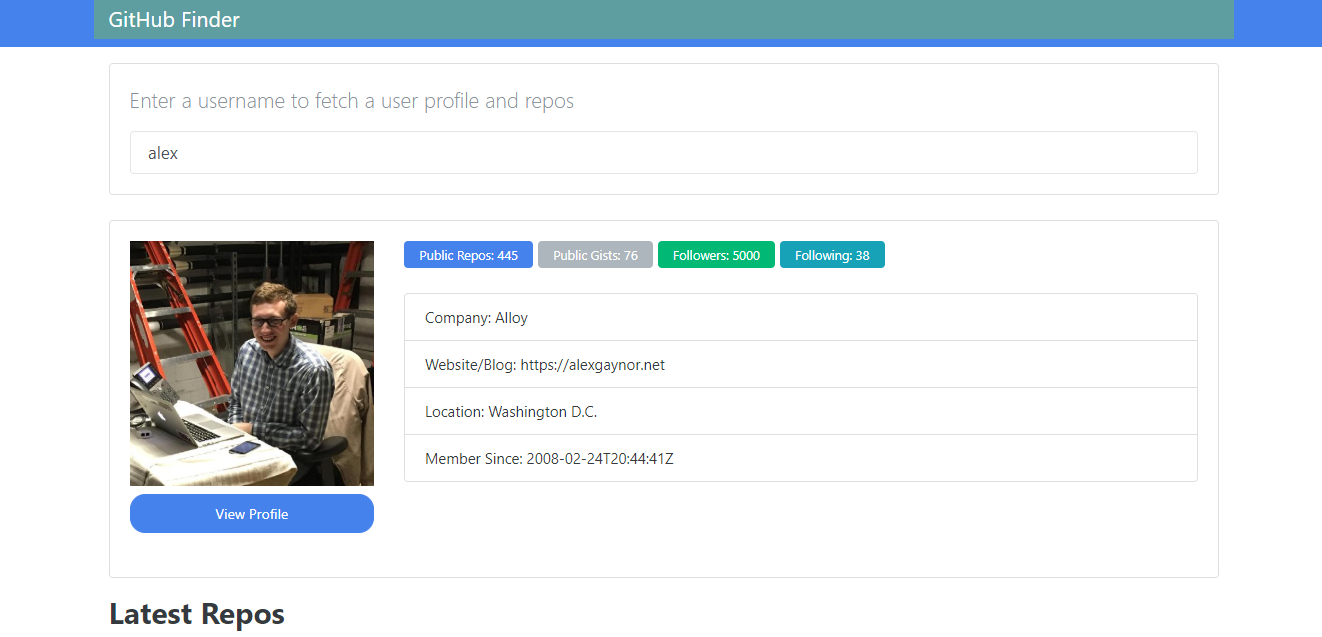 GitHub Finder
Enter a username to fetch a user profile and repos
alex
Public Repos: 445 Public Gists: 76 Followers: 5000 Following: 38
Company: Alloy
Website/Blog: https://alexgaynor.net
Location: Washington D.C.
Member Since: 2008-02-24T20:44:41Z
View Profile
Latest Repos